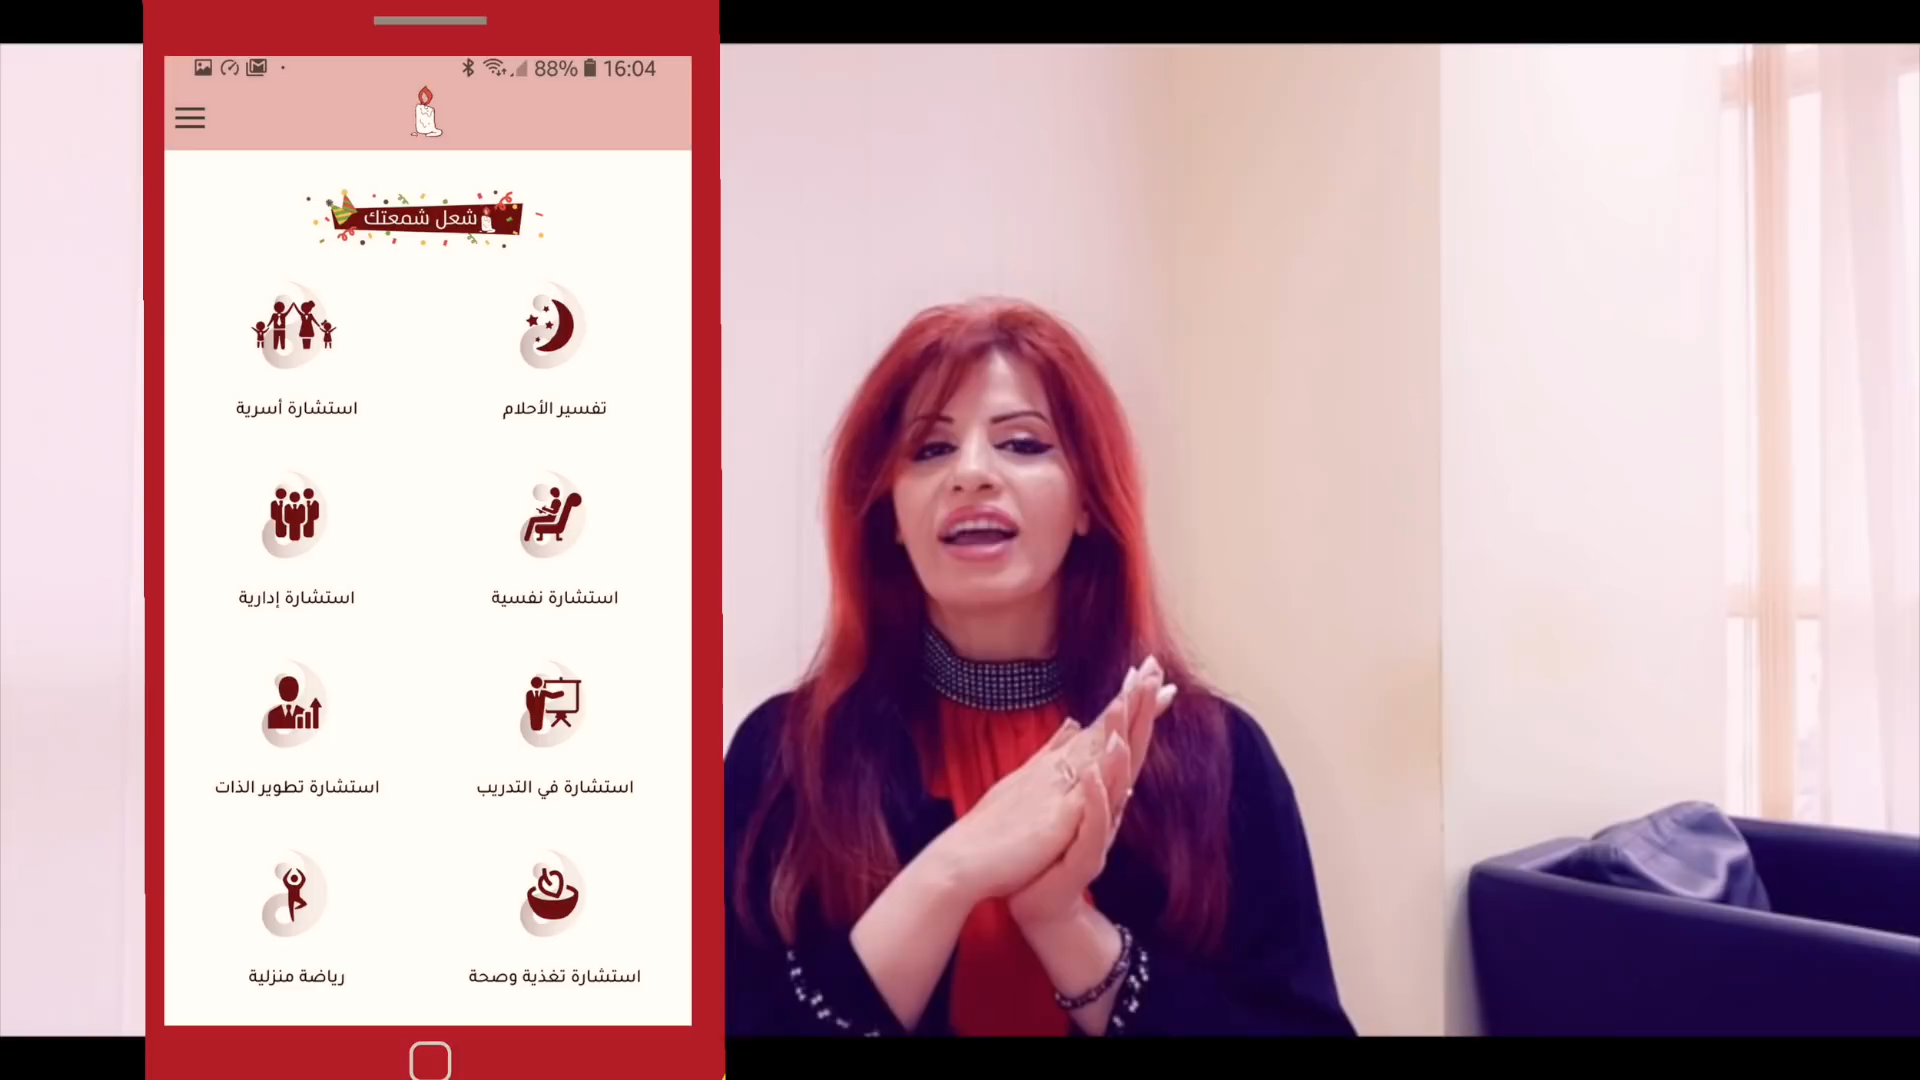 88% 16:04
شعل شمعتك
تفسير الأحلام
استشارة أسرية
استشارة نفسية
استشارة إدارية
استشارة في التدريب
استشارة تطوير الذات
استشارة تغذية وصحة
رياضة منزلية